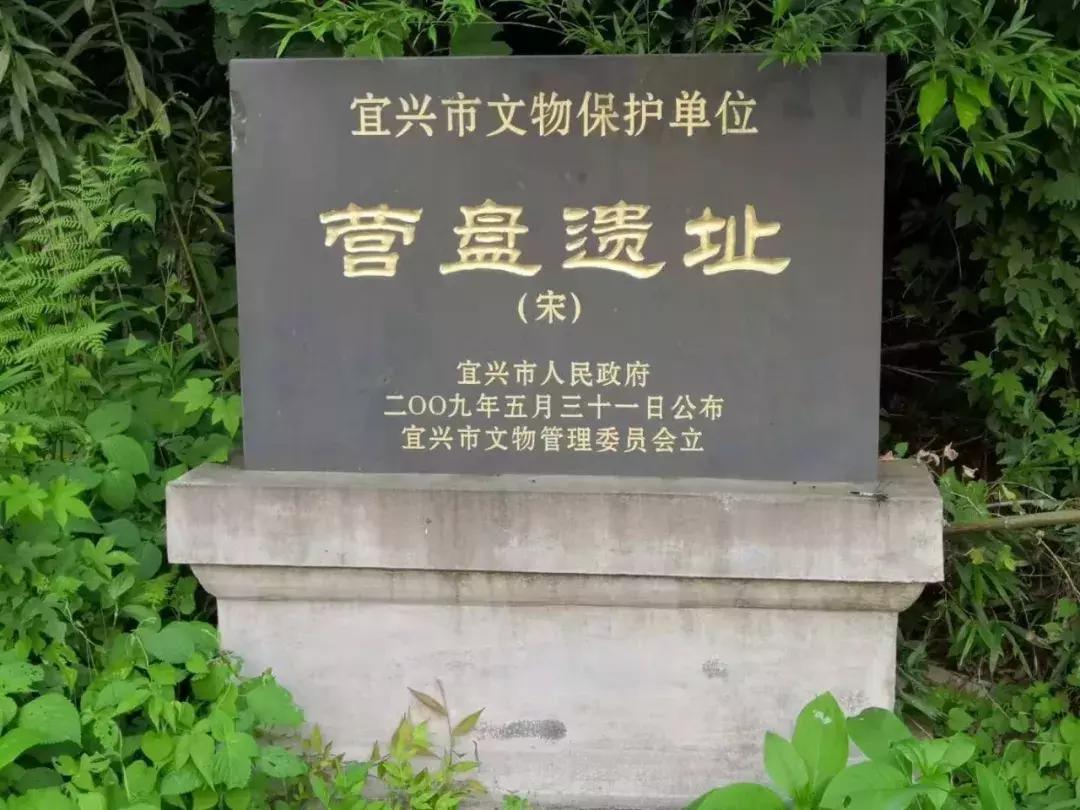 宜兴市文物保护单位
营盘遗址
（宋）
宜兴市人民政府
二〇〇九年五月三十一日公布
宜兴市文物管理委员会立